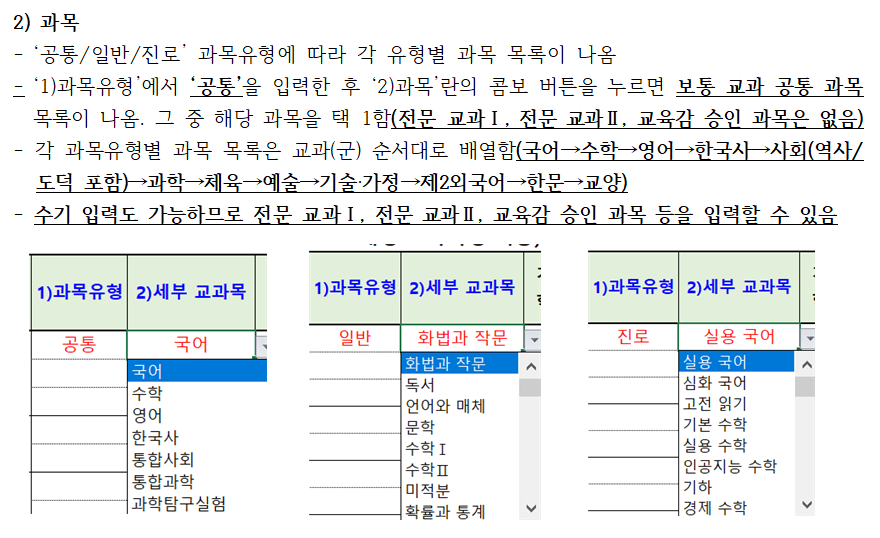 2) 과목
- ‘공통/일반/진로’ 과목유형에 따라 각 유형별 과목 목록이 나옴
- ‘1)과목유형’에서 ‘공통’을 입력한 후 ‘2)과목’란의 콤보 버튼을 누르면 보통 교과 공통 과목
목록이 나옴. 그 중 해당 과목을 택 1함(전문 교과Ⅰ, 전문 교과Ⅱ, 교육감 승인 과목은 없음)
- 각 과목유형별 과목 목록은 교과(군) 순서대로 배열함(국어→수학→영어→한국사→사회(역사/
도덕 포함)→과학→체육→예술→기술·가정→제2외국어→한문→교양)
- 수기 입력도 가능하므로 전문 교과Ⅰ, 전문 교과Ⅱ, 교육감 승인 과목 등을 입력할 수 있음
1)과목유형 2)세부 교과목
공통 국어
국어
수학
영어
한국사
통합사회
통합과학
과학탐구실험
1)과목유형 2)세부 교과목
일반 화법과 작문
화법과 작문
독서
언어와 매체
문학
수학Ⅰ
수학Ⅱ
미적분
확률과 통계
1)과목유형 2)세부 교과목
진로 실용 국어
실용 국어
심화 국어
고전 읽기
기본 수학
실용 수학
인공지능 수학
기하
경제 수학